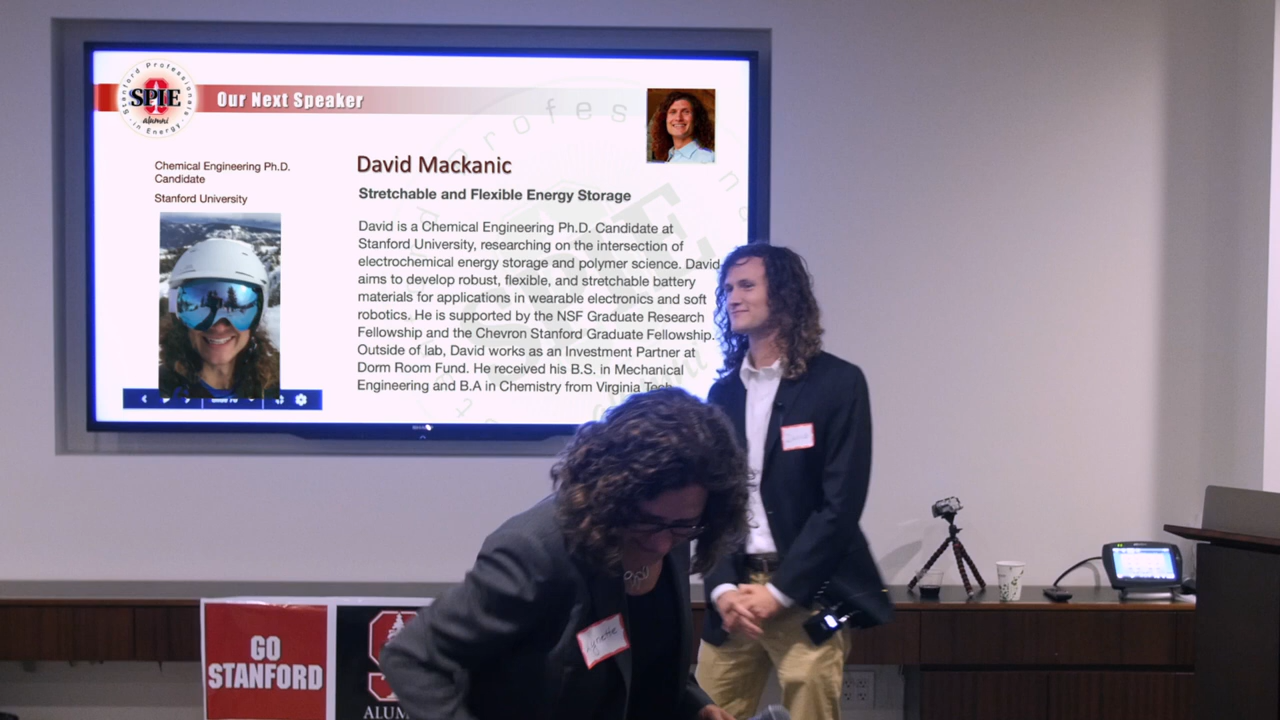 Stanford Professionals
SPIE
alumni
in Energy
Our Next Speaker
Chemical Engineering Ph.D.
Candidate
Stanford University
David Mackanic
Stretchable and Flexible Energy Storage
David is a Chemical Engineering Ph.D. Candidate at
Stanford University, researching on the intersection of
electrochemical energy storage and polymer science. David
aims to develop robust, flexible, and stretchable battery
materials for applications in wearable electronics and soft
robotics. He is supported by the NSF Graduate Research
Fellowship and the Chevron Stanford Graduate Fellowship.
Outside of lab, David works as an Investment Partner at
Dorm Room Fund. He received his B.S. in Mechanical
Engineering and B.A in Chemistry from Virginia Tech
Lynette
GO
STANFORD
S
ALUM